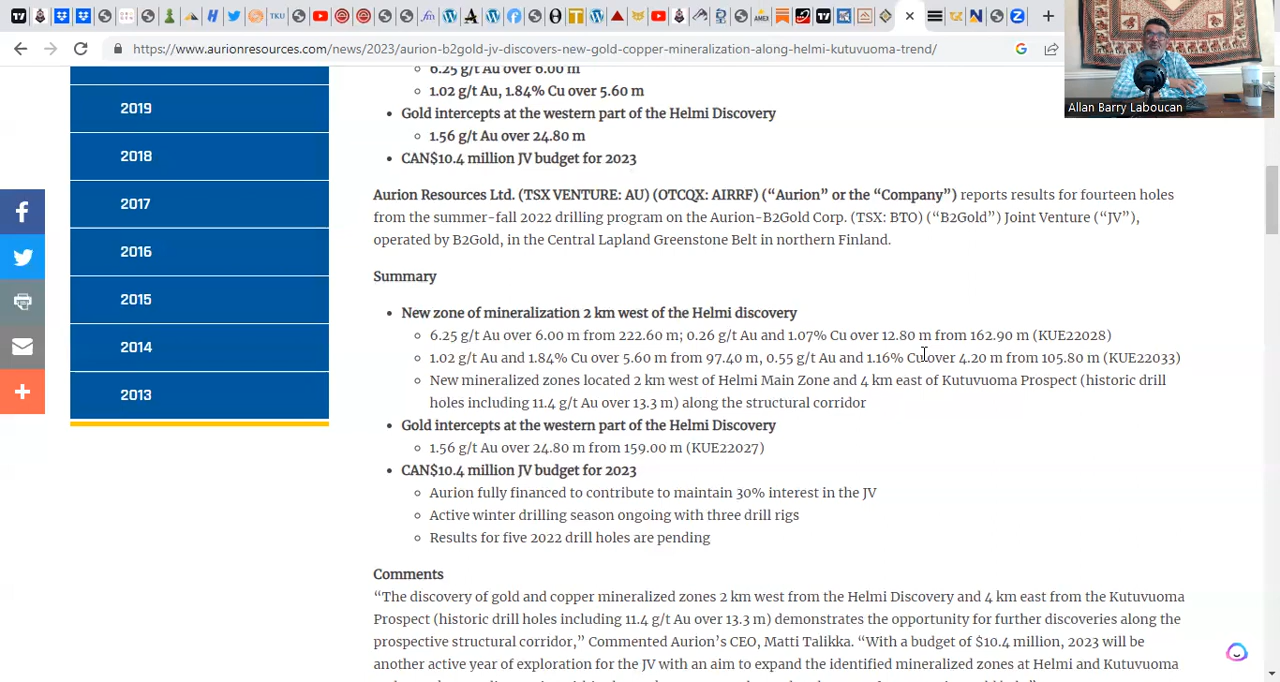 https://www.aurionresources.com/news/2023/aurion-b2gold-jv-discovers-new-gold-copper-mineralization-along-helmi-kutuvuoma-trend/
Allan Barry Laboucan
2019
2018
2017
2016
2015
2014
2013
6.25 g/t Au over 6.00 m
1.02 g/t Au, 1.84% Cu over 5.60 m
Gold intercepts at the western part of the Helmi Discovery
1.56 g/t Au over 24.80 m
CAN$10.4 million JV budget for 2023
Aurion Resources Ltd. (TSX VENTURE: AU) (OTCQX: AIRRF) (“Aurion” or the “Company”) reports results for fourteen holes
from the summer-fall 2022 drilling program on the Aurion-B2Gold Corp. (TSX: BTO) (“B2Gold”) Joint Venture (“JV”),
operated by B2Gold, in the Central Lapland Greenstone Belt in northern Finland.
Summary
New zone of mineralization 2 km west of the Helmi discovery
6.25 g/t Au over 6.00 m from 222.60 m; 0.26 g/t Au and 1.07% Cu over 12.80 m from 162.90 m (KUE22028)
1.02 g/t Au and 1.84% Cu over 5.60 m from 97.40 m, 0.55 g/t Au and 1.16% Cu over 4.20 m from 105.80 m (KUE22033)
New mineralized zones located 2 km west of Helmi Main Zone and 4 km east of Kutuvuoma Prospect (historic drill
holes including 11.4 g/t Au over 13.3 m) along the structural corridor
Gold intercepts at the western part of the Helmi Discovery
1.56 g/t Au over 24.80 m from 159.00 m (KUE22027)
CAN$10.4 million JV budget for 2023
Aurion fully financed to contribute to maintain 30% interest in the JV
Active winter drilling season ongoing with three drill rigs
Results for five 2022 drill holes are pending
Comments
“The discovery of gold and copper mineralized zones 2 km west from the Helmi Discovery and 4 km east from the Kutuvuoma
Prospect (historic drill holes including 11.4 g/t Au over 13.3 m) demonstrates the opportunity for further discoveries along the
prospective structural corridor,” Commented Aurion’s CEO, Matti Talikka. “With a budget of $10.4 million, 2023 will be
another active year of exploration for the JV with an aim to expand the identified mineralized zones at Helmi and Kutuvuoma